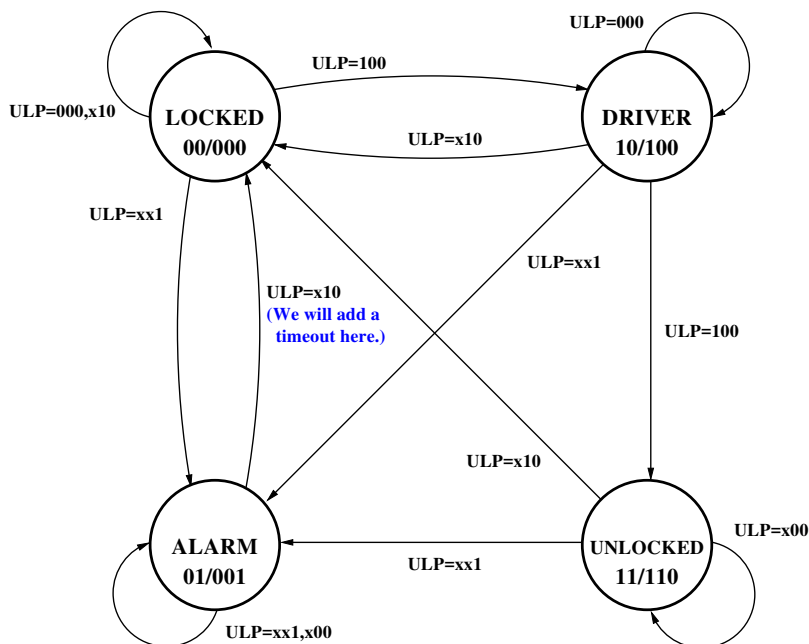 ULP=000
ULP=100
ULP=000,x10
LOCKED
00/000
DRIVER
10/100
ULP=x10
ULP=xx1
ULP=xx1
ULP=x10
(We will add a
timeout here.)
ULP=100
ULP=x10
ULP=x00
ALARM
01/001
UNLOCKED
11/110
ULP=xx1
ULP=xx1,x00